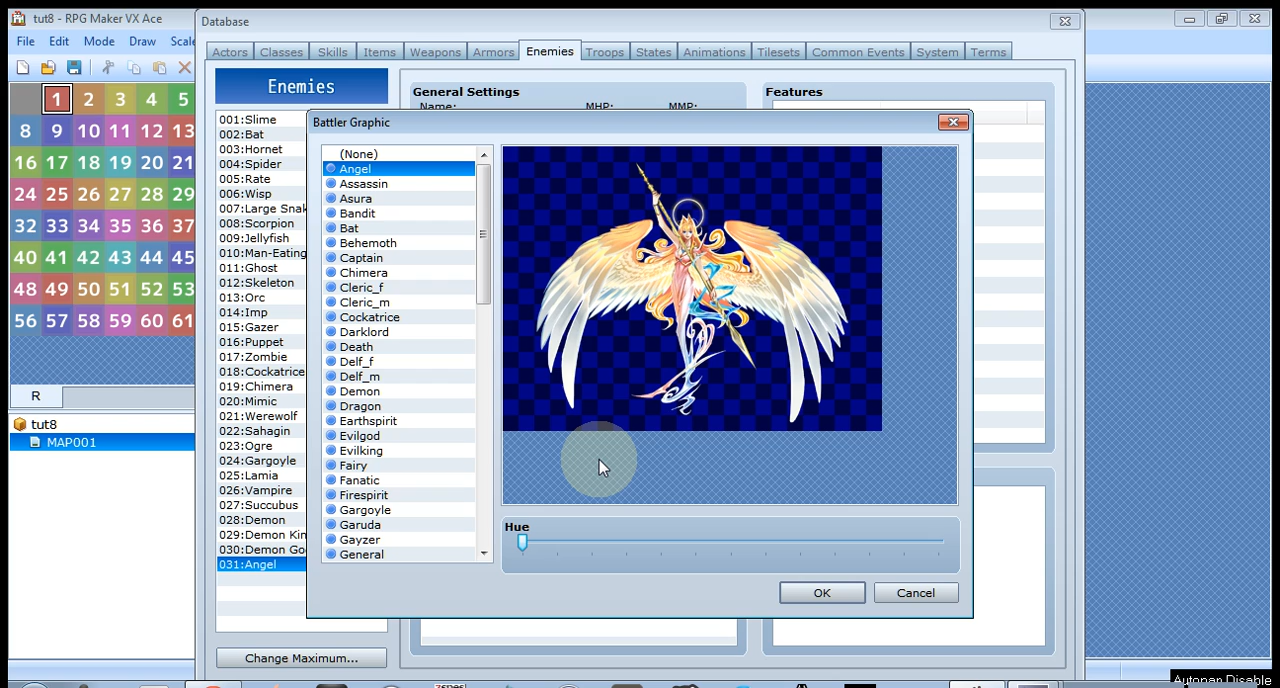 tut8 - RPG Maker VX Ace
File Edit Mode Draw Scale
1 2 3 4 5
8 9 10 11 12 13
16 17 18 19 20 21
24 25 26 27 28 29
32 33 34 35 36 37
40 41 42 43 44 45
48 49 50 51 52 53
56 57 58 59 60 61
R
tut8
MAP001
Database
Actors Classes Skills Items Weapons Armors Enemies Troops States Animations Tilesets Common Events System Terms
Enemies
001:Slime
002:Bat
003:Hornet
004:Spider
005:Rate
006:Wisp
007:Large Snak
008:Scorpion
009:Jellyfish
010:Man-Eating
011:Ghost
012:Skeleton
013:Orc
014:Imp
015:Gazer
016:Puppet
017:Zombie
018:Cockatrice
019:Chimera
020:Mimic
021:Werewolf
022:Sahagin
023:Ogre
024:Gargoyle
025:Lamia
026:Vampire
027:Succubus
028:Demon
029:Demon Kin
030:Demon Go
031:Angel
Change Maximum...
General Settings
Name: MHP: MMP:
Features
Battler Graphic
(None)
Angel
Assassin
Asura
Bandit
Bat
Behemoth
Captain
Chimera
Cleric_f
Cleric_m
Cockatrice
Darklord
Death
Delf_f
Delf_m
Demon
Dragon
Earthspirit
Evilgod
Evilking
Fairy
Fanatic
Firespirit
Gargoyle
Garuda
Gayzer
General
Hue
OK Cancel
Autopan Disable